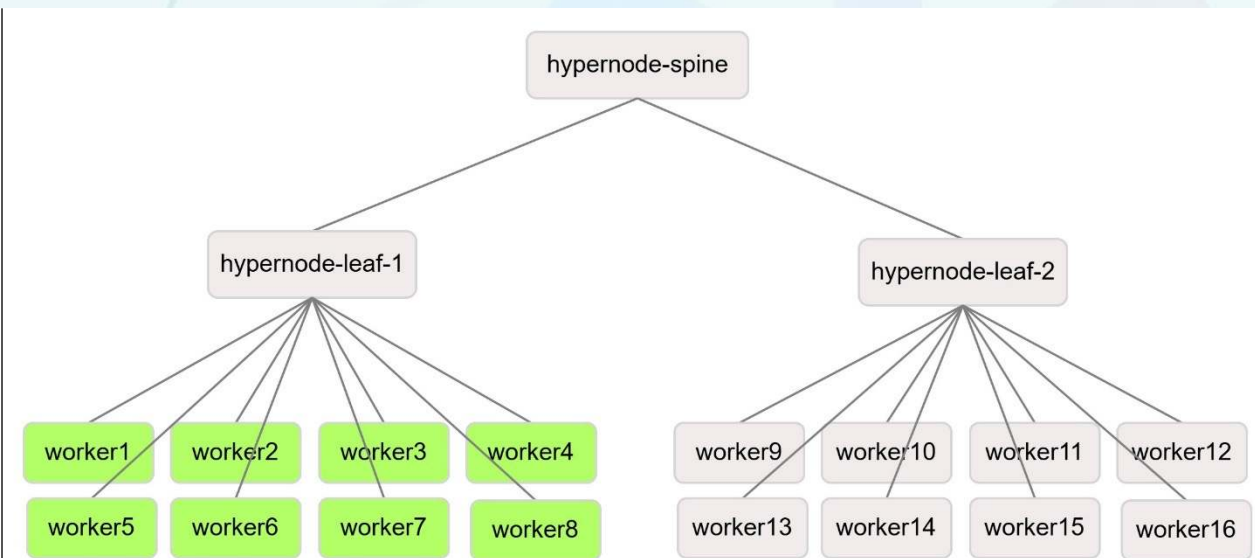 hypernode-spine
hypernode-leaf-1
hypernode-leaf-2
worker1
worker2
worker3
worker4
worker9
worker10
worker11
worker12
worker5
worker6
worker7
worker8
worker13
worker14
worker15
worker16